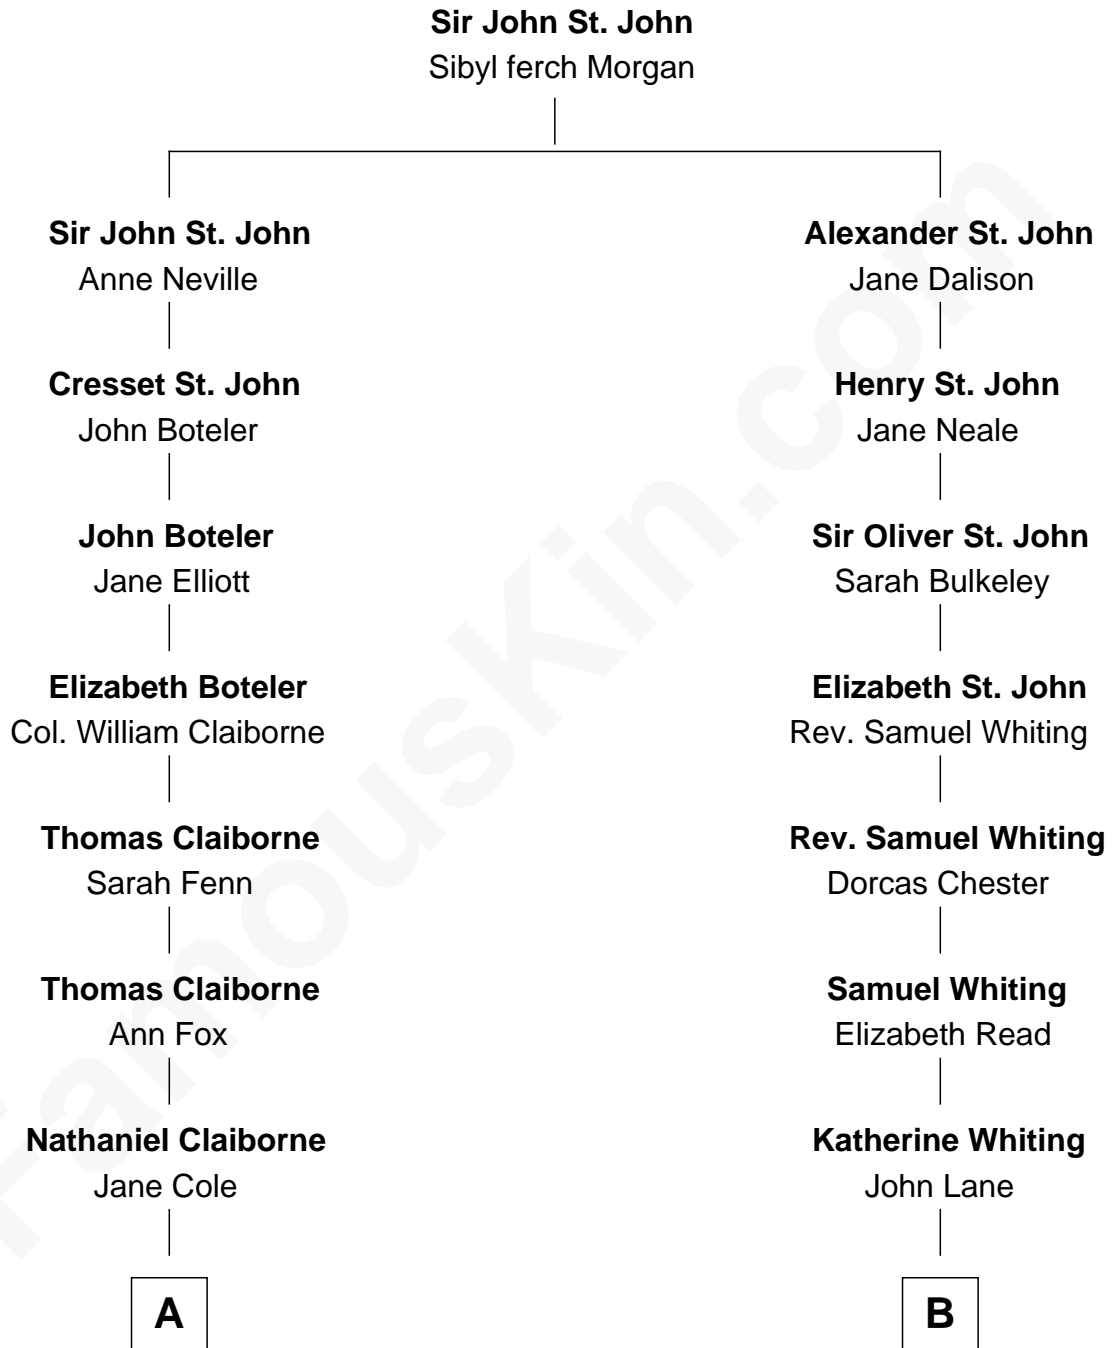 Sir John St. John
Sibyl ferch Morgan
Sir John St. John
Anne Neville
Alexander St. John
Jane Dalison
Cresset St. John
John Boteler
Henry St. John
Jane Neale
John Boteler
Jane Elliott
Sir Oliver St. John
Sarah Bulkeley
Elizabeth Boteler
Col. William Claiborne
Elizabeth St. John
Rev. Samuel Whiting
Thomas Claiborne
Sarah Fenn
Rev. Samuel Whiting
Dorcas Chester
Thomas Claiborne
Ann Fox
Samuel Whiting
Elizabeth Read
Nathaniel Claiborne
Jane Cole
Katherine Whiting
John Lane
A
B
FamousKin.com